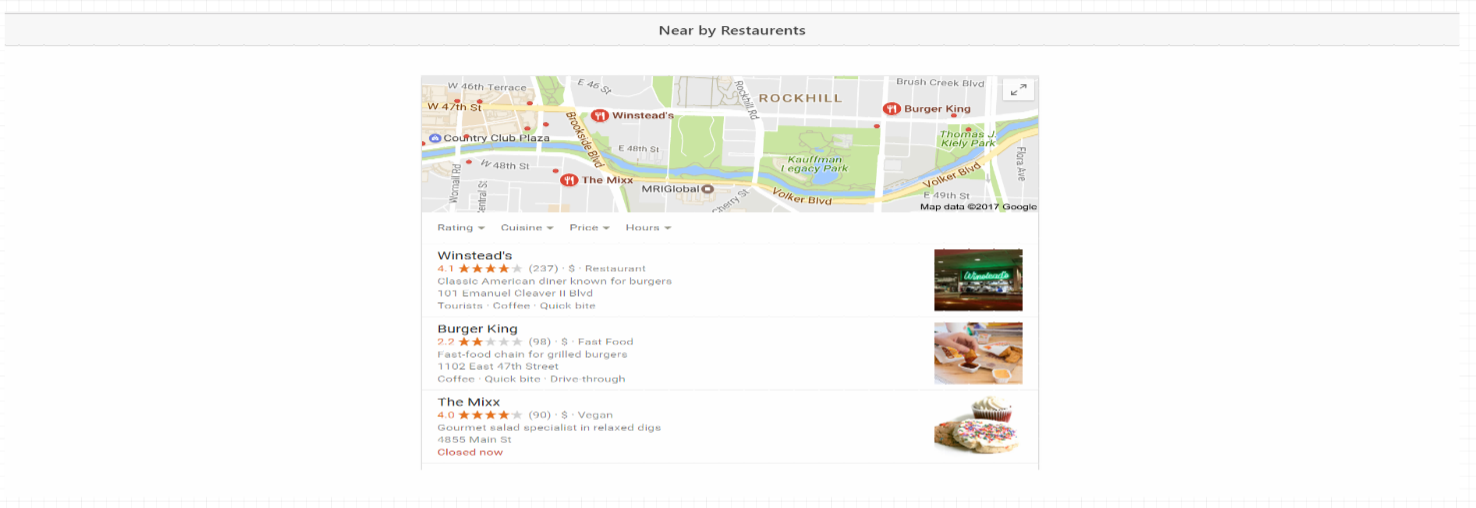 Near by Restaurents
W 46th Terrace
E 46 St
Rockhill Rd
ROCKHILL
Brush Creek Blvd
W 47th St
Winstead's
Burger King
Brookside Blvd
Country Club Plaza
E 48th St
Thomas J.
Kiely Park
W 48th St
Kauffman
Legacy Park
Flora Ave
Wornall Rd
The Mixx
MRIGlobal
Volker Blvd
Central St
Cherry St
Volker Blvd
E 49th St
Map data ©2017 Google
Rating Cuisine Price Hours
Winstead's
4.1 (237) · $ · Restaurant
Classic American diner known for burgers
101 Emanuel Cleaver II Blvd
Tourists · Coffee · Quick bite
Winstead's
Burger King
2.2 (98) · $ · Fast Food
Fast-food chain for grilled burgers
1102 East 47th Street
Coffee · Quick bite · Drive-through
The Mixx
4.0 (90) · $ · Vegan
Gourmet salad specialist in relaxed digs
4855 Main St
Closed now